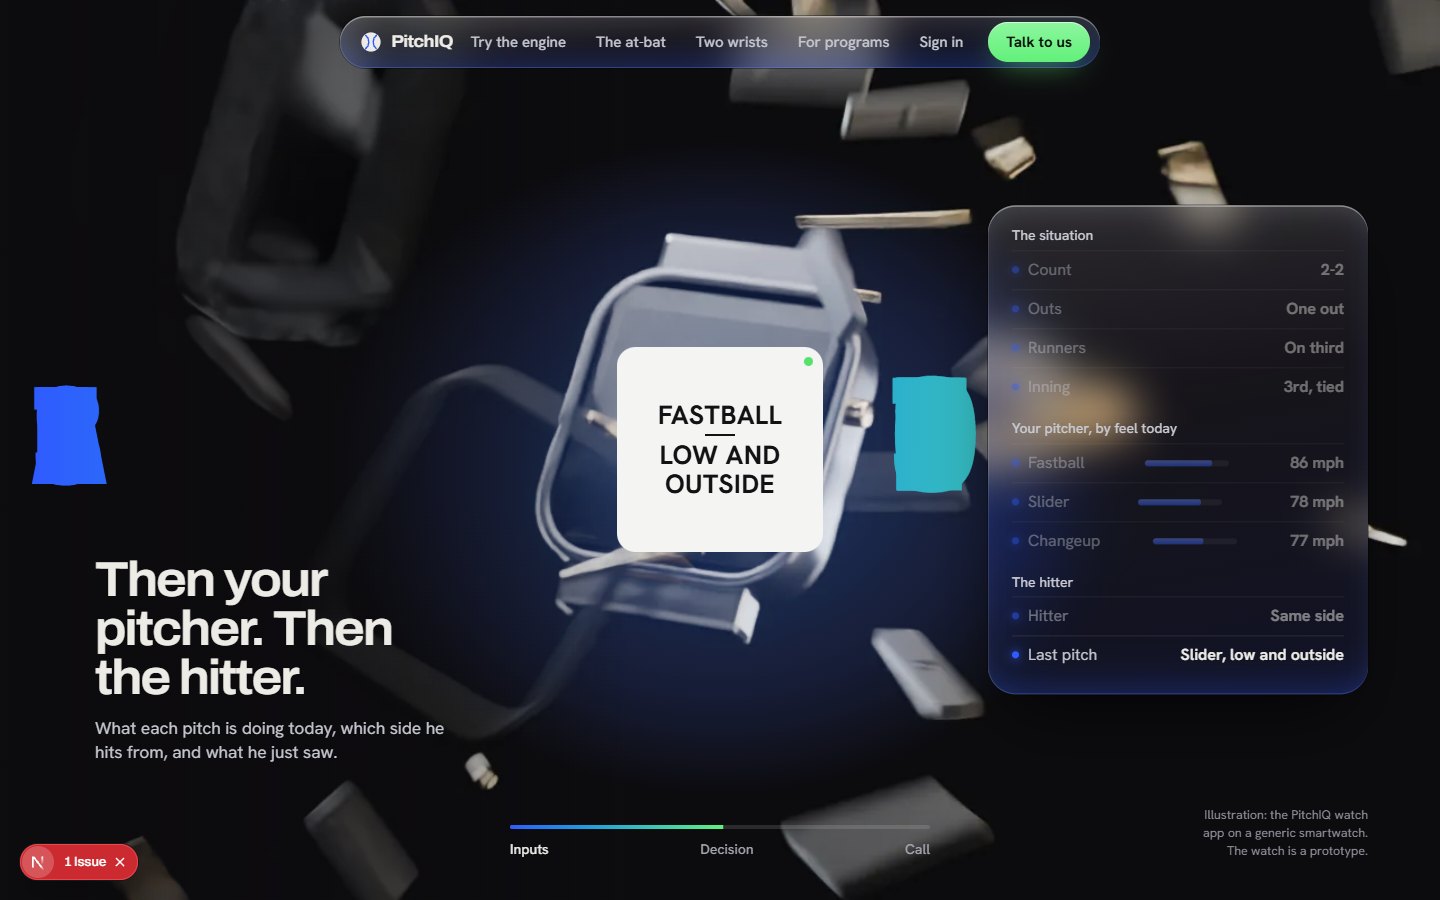 PitchIQ Try the engine The at-bat Two wrists For programs Sign in Talk to us
FASTBALL
LOW AND
OUTSIDE
The situation
Count 2-2
Outs One out
Runners On third
Inning 3rd, tied
Your pitcher, by feel today
Fastball 86 mph
Slider 78 mph
Changeup 77 mph
The hitter
Hitter Same side
Last pitch Slider, low and outside
Then your
pitcher. Then
the hitter.
What each pitch is doing today, which side he
hits from, and what he just saw.
Inputs Decision Call
Illustration: the PitchIQ watch
app on a generic smartwatch.
The watch is a prototype.
N 1 Issue